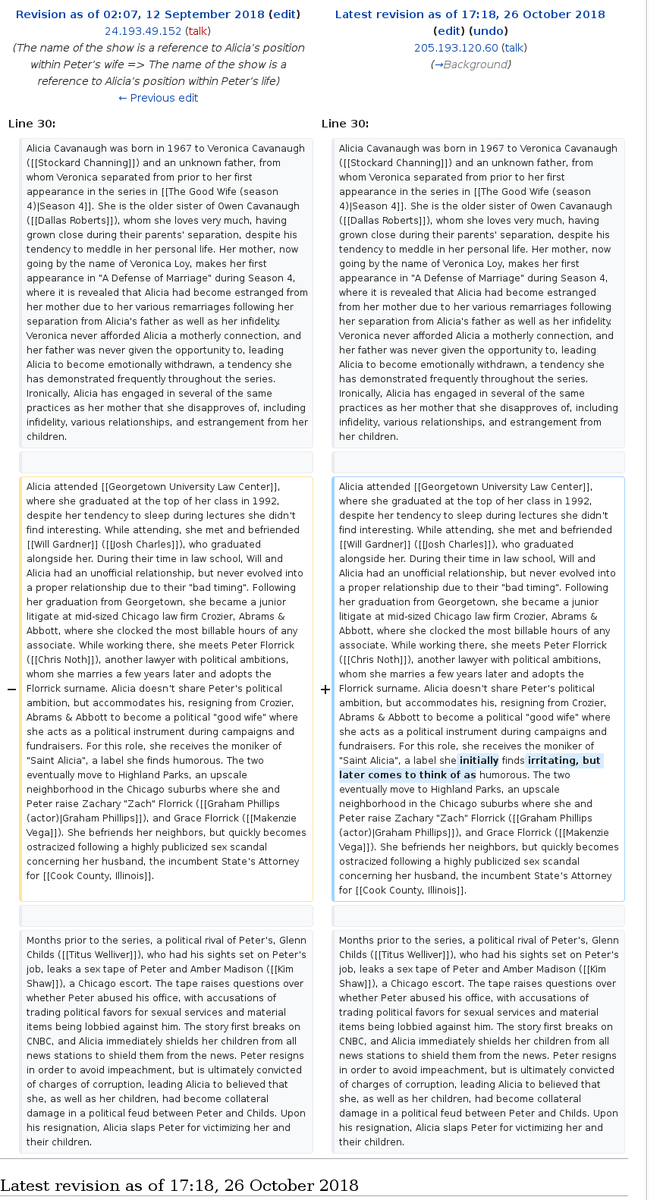 Revision as of 02:07, 12 September 2018 (edit)
24.193.49.152 (talk)
(The name of the show is a reference to Alicia's position
within Peter's wife => The name of the show is a
reference to Alicia's position within Peter's life)
← Previous edit
Latest revision as of 17:18, 26 October 2018
(edit) (undo)
205.193.120.60 (talk)
(→Background)
Line 30:
Alicia Cavanaugh was born in 1967 to Veronica Cavanaugh
([[Stockard Channing]]) and an unknown father, from
whom Veronica separated from prior to her first
appearance in the series in [[The Good Wife (season
4)|Season 4]]. She is the older sister of Owen Cavanaugh
([[Dallas Roberts]]), whom she loves very much, having
grown close during their parents' separation, despite his
tendency to meddle in her personal life. Her mother, now
going by the name of Veronica Loy, makes her first
appearance in "A Defense of Marriage" during Season 4,
where it is revealed that Alicia had become estranged from
her mother due to her various remarriages following her
separation from Alicia's father as well as her infidelity.
Veronica never afforded Alicia a motherly connection, and
her father was never given the opportunity to, leading
Alicia to become emotionally withdrawn, a tendency she
has demonstrated frequently throughout the series.
Ironically, Alicia has engaged in several of the same
practices as her mother that she disapproves of, including
infidelity, various relationships, and estrangement from her
children.
Line 30:
Alicia Cavanaugh was born in 1967 to Veronica Cavanaugh
([[Stockard Channing]]) and an unknown father, from
whom Veronica separated from prior to her first
appearance in the series in [[The Good Wife (season
4)|Season 4]]. She is the older sister of Owen Cavanaugh
([[Dallas Roberts]]), whom she loves very much, having
grown close during their parents' separation, despite his
tendency to meddle in her personal life. Her mother, now
going by the name of Veronica Loy, makes her first
appearance in "A Defense of Marriage" during Season 4,
where it is revealed that Alicia had become estranged
from her mother due to her various remarriages following
her separation from Alicia's father as well as her infidelity.
Veronica never afforded Alicia a motherly connection, and
her father was never given the opportunity to, leading
Alicia to become emotionally withdrawn, a tendency she
has demonstrated frequently throughout the series.
Ironically, Alicia has engaged in several of the same
practices as her mother that she disapproves of, including
infidelity, various relationships, and estrangement from
her children.
−
Alicia attended [[Georgetown University Law Center]],
where she graduated at the top of her class in 1992,
despite her tendency to sleep during lectures she didn't
find interesting. While attending, she met and befriended
[[Will Gardner]] ([[Josh Charles]]), who graduated
alongside her. During their time in law school, Will and
Alicia had an unofficial relationship, but never evolved into
a proper relationship due to their "bad timing". Following
her graduation from Georgetown, she became a junior
litigate at mid-sized Chicago law firm Crozier, Abrams &
Abbott, where she clocked the most billable hours of any
associate. While working there, she meets Peter Florrick
([[Chris Noth]]), another lawyer with political ambitions,
whom she marries a few years later and adopts the
Florrick surname. Alicia doesn't share Peter's political
ambition, but accommodates his, resigning from Crozier,
Abrams & Abbott to become a political "good wife" where
she acts as a political instrument during campaigns and
fundraisers. For this role, she receives the moniker of
"Saint Alicia", a label she finds humorous. The two
eventually move to Highland Parks, an upscale
neighborhood in the Chicago suburbs where she and
Peter raise Zachary "Zach" Florrick ([[Graham Phillips
(actor)|Graham Phillips]]), and Grace Florrick ([[Makenzie
Vega]]). She befriends her neighbors, but quickly becomes
ostracized following a highly publicized sex scandal
concerning her husband, the incumbent State's Attorney
for [[Cook County, Illinois]].
+
Alicia attended [[Georgetown University Law Center]],
where she graduated at the top of her class in 1992,
despite her tendency to sleep during lectures she didn't
find interesting. While attending, she met and befriended
[[Will Gardner]] ([[Josh Charles]]), who graduated
alongside her. During their time in law school, Will and
Alicia had an unofficial relationship, but never evolved into
a proper relationship due to their "bad timing". Following
her graduation from Georgetown, she became a junior
litigate at mid-sized Chicago law firm Crozier, Abrams &
Abbott, where she clocked the most billable hours of any
associate. While working there, she meets Peter Florrick
([[Chris Noth]]), another lawyer with political ambitions,
whom she marries a few years later and adopts the
Florrick surname. Alicia doesn't share Peter's political
ambition, but accommodates his, resigning from Crozier,
Abrams & Abbott to become a political "good wife" where
she acts as a political instrument during campaigns and
fundraisers. For this role, she receives the moniker of
"Saint Alicia", a label she initially finds irritating, but
later comes to think of as humorous. The two
eventually move to Highland Parks, an upscale
neighborhood in the Chicago suburbs where she and
Peter raise Zachary "Zach" Florrick ([[Graham Phillips
(actor)|Graham Phillips]]), and Grace Florrick ([[Makenzie
Vega]]). She befriends her neighbors, but quickly becomes
ostracized following a highly publicized sex scandal
concerning her husband, the incumbent State's Attorney
for [[Cook County, Illinois]].
Months prior to the series, a political rival of Peter's, Glenn
Childs ([[Titus Welliver]]), who had his sights set on Peter's
job, leaks a sex tape of Peter and Amber Madison ([[Kim
Shaw]]), a Chicago escort. The tape raises questions over
whether Peter abused his office, with accusations of
trading political favors for sexual services and material
items being lobbied against him. The story first breaks on
CNBC, and Alicia immediately shields her children from all
news stations to shield them from the news. Peter resigns
in order to avoid impeachment, but is ultimately convicted
of charges of corruption, leading Alicia to believed that
she, as well as her children, had become collateral
damage in a political feud between Peter and Childs. Upon
his resignation, Alicia slaps Peter for victimizing her and
their children.
Months prior to the series, a political rival of Peter's, Glenn
Childs ([[Titus Welliver]]), who had his sights set on Peter's
job, leaks a sex tape of Peter and Amber Madison ([[Kim
Shaw]]), a Chicago escort. The tape raises questions over
whether Peter abused his office, with accusations of
trading political favors for sexual services and material
items being lobbied against him. The story first breaks on
CNBC, and Alicia immediately shields her children from all
news stations to shield them from the news. Peter resigns
in order to avoid impeachment, but is ultimately convicted
of charges of corruption, leading Alicia to believed that
she, as well as her children, had become collateral
damage in a political feud between Peter and Childs. Upon
his resignation, Alicia slaps Peter for victimizing her and
their children.
Latest revision as of 17:18, 26 October 2018